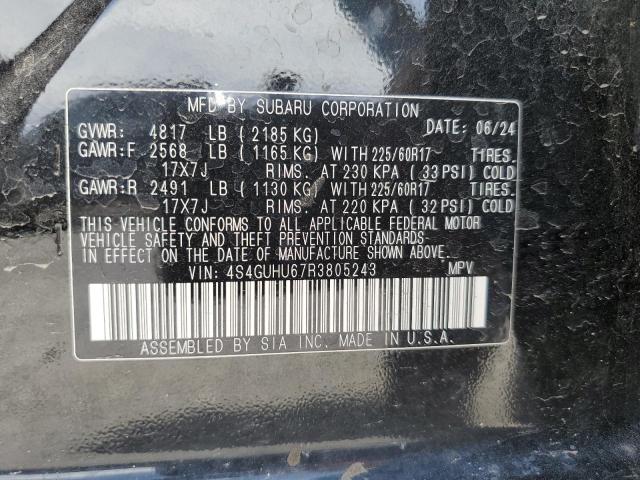 MFD BY SUBARU CORPORATION
GVWR: 4817 LB (2185 KG) DATE: 06/24
GAWR:F 2568 LB (1165 KG) WITH 225/60R17 TIRES.
17X7J RIMS. AT 230 KPA (33 PSI) COLD
GAWR:R 2491 LB (1130 KG) WITH 225/60R17 TIRES.
17X7J RIMS. AT 220 KPA (32 PSI) COLD
THIS VEHICLE CONFORMS TO ALL APPLICABLE FEDERAL MOTOR
VEHICLE SAFETY AND THEFT PREVENTION STANDARDS
IN EFFECT ON THE DATE OF MANUFACTURE SHOWN ABOVE.
VIN: 4S4GUHU67R3805243 MPV
ASSEMBLED BY SIA INC. MADE IN U.S.A.